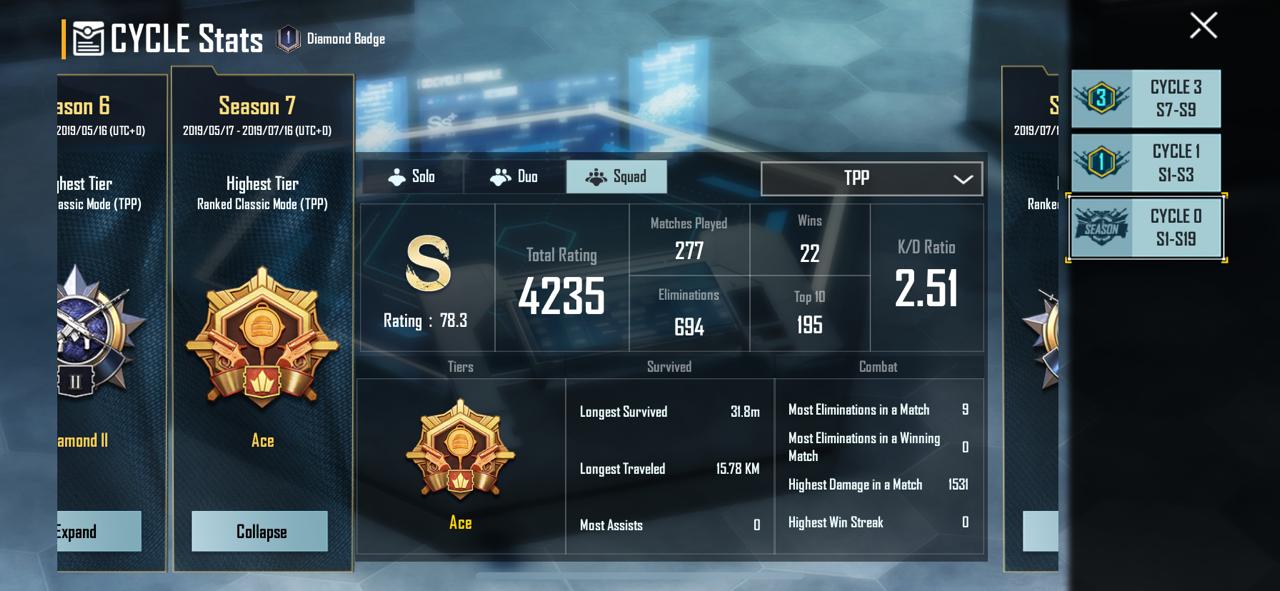 CYCLE Stats
1
Diamond Badge
ason 6
2019/05/16 (UTC+0)
ghest Tier
assic Mode (TPP)
II
amond II
Expand
Season 7
2019/05/17 - 2019/07/16 (UTC+0)
Highest Tier
Ranked Classic Mode (TPP)
Ace
Collapse
Solo
Duo
Squad
TPP
S
Rating : 78.3
Total Rating
4235
Matches Played
277
Wins
22
Eliminations
694
Top 10
195
K/D Ratio
2.51
Tiers
Survived
Combat
Ace
Longest Survived 31.8m
Longest Traveled 15.78 KM
Most Assists 0
Most Eliminations in a Match 9
Most Eliminations in a Winning
Match 0
Highest Damage in a Match 1531
Highest Win Streak 0
S
2019/07/1
Ranke
3
CYCLE 3
S7-S9
1
CYCLE 1
S1-S3
SEASON
CYCLE 0
S1-S19